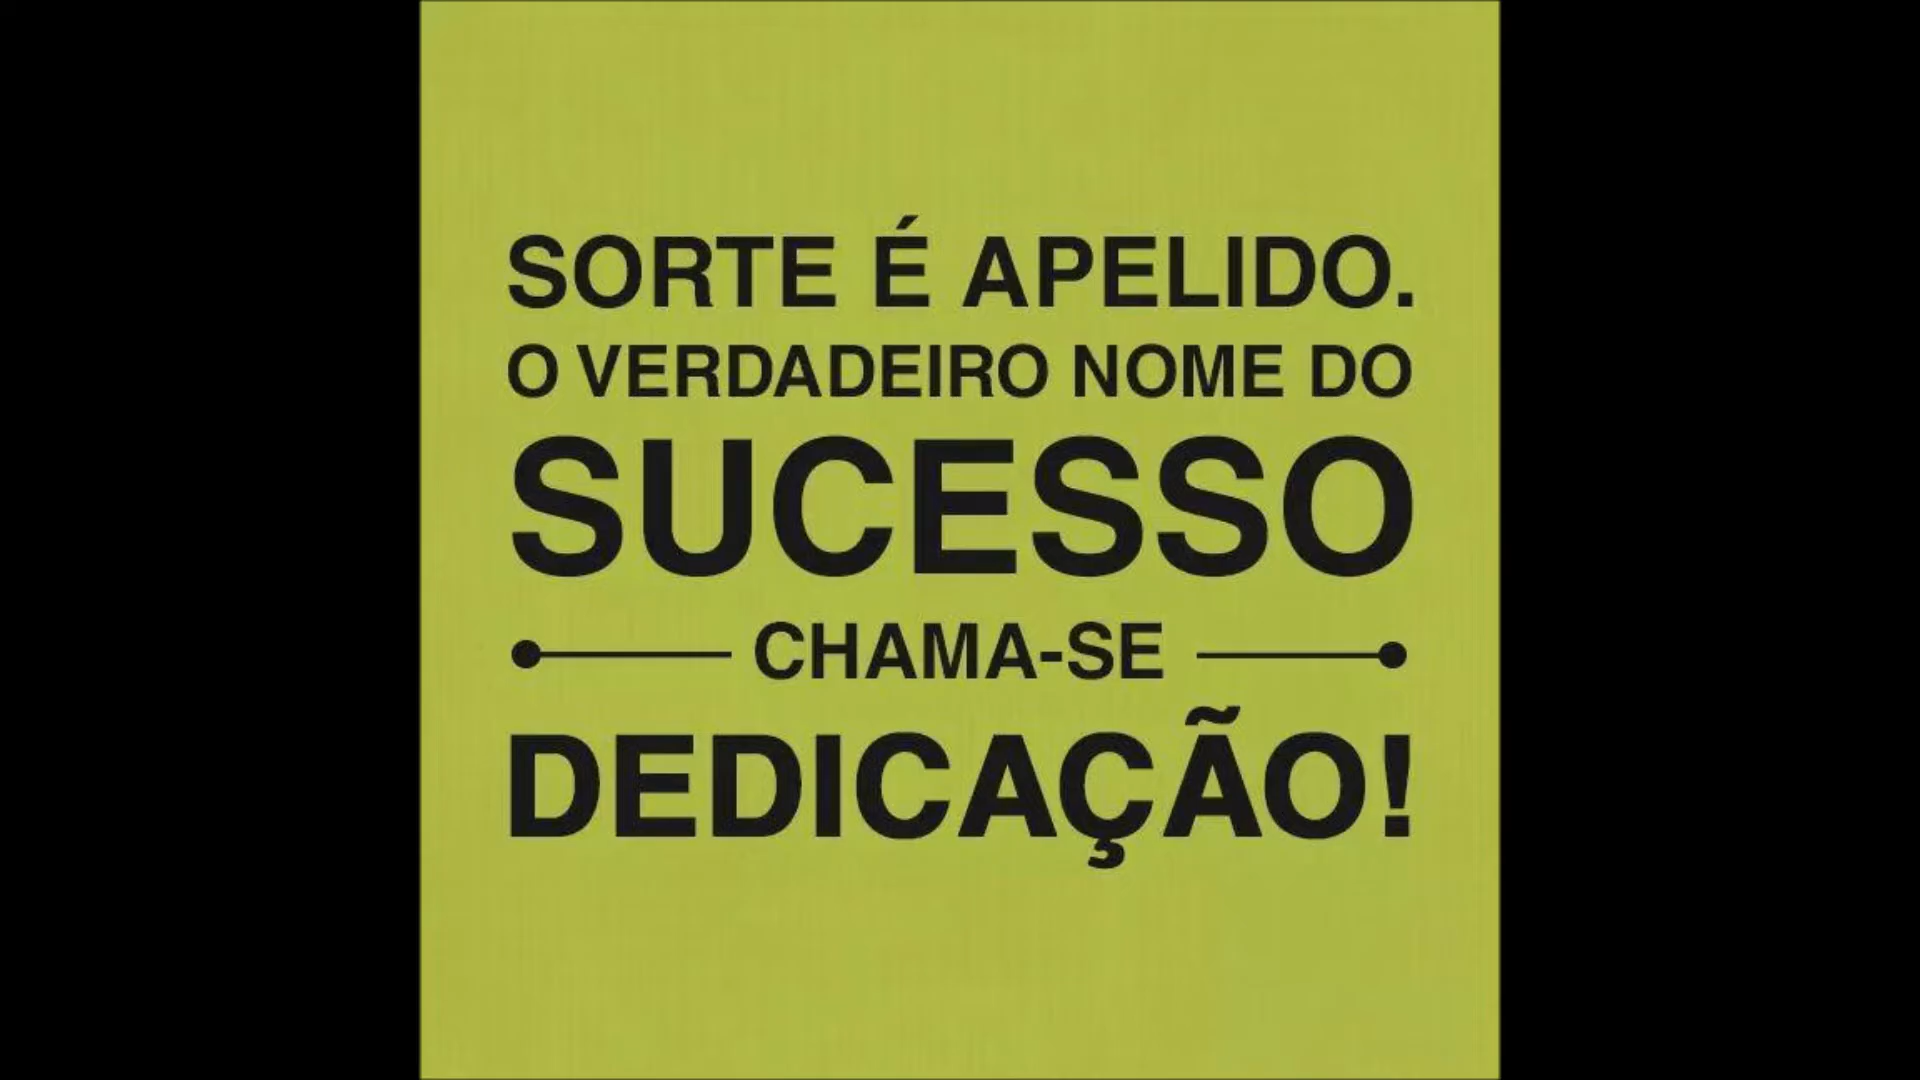 SORTE É APELIDO.
O VERDADEIRO NOME DO
SUCESSO
CHAMA-SE
DEDICAÇÃO!